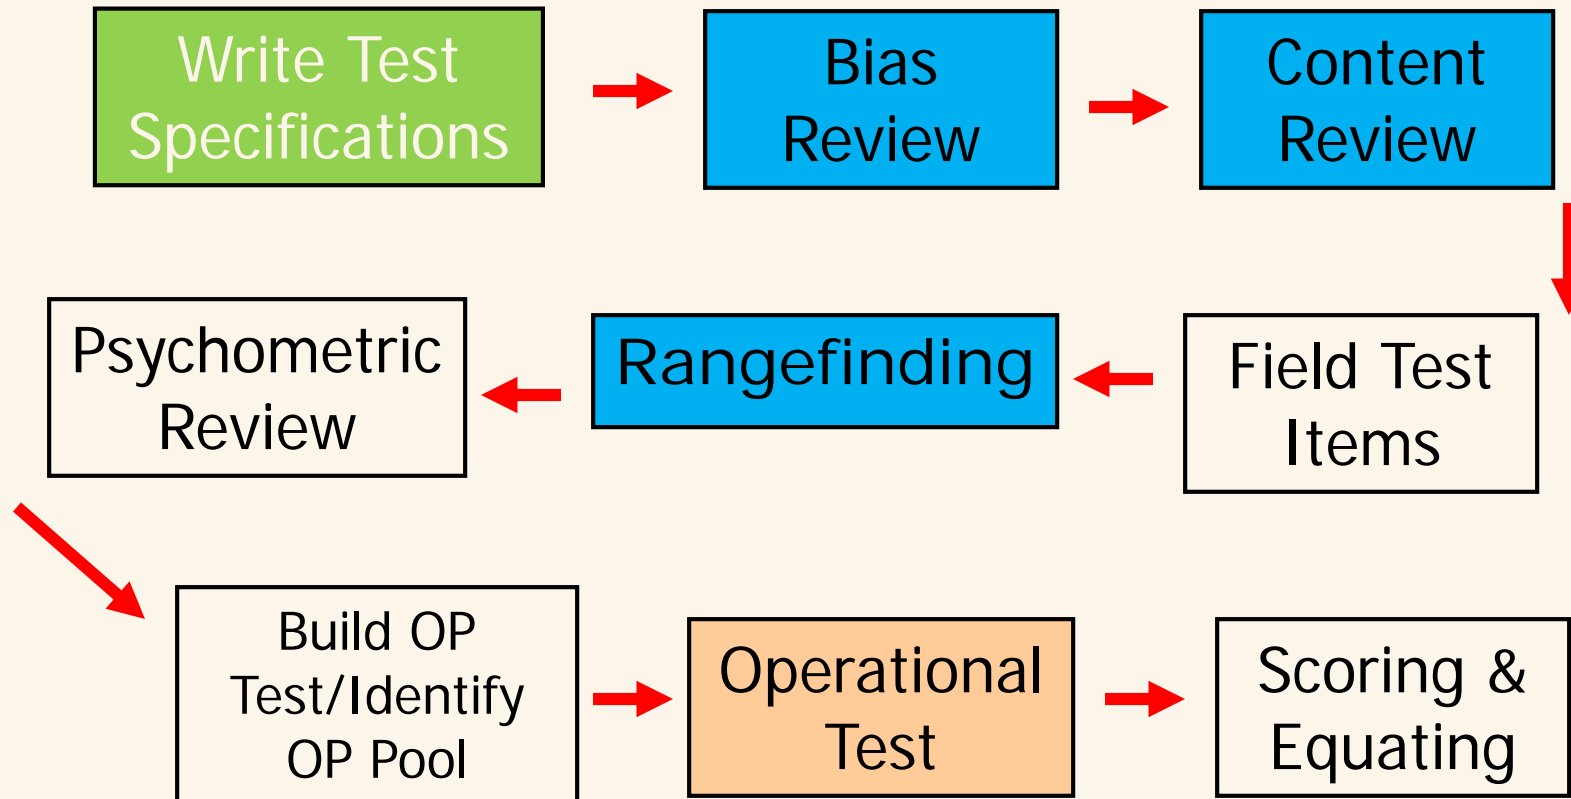 Write Test
Specifications
Bias
Review
Content
Review
Psychometric
Review
Rangefinding
Field Test
Items
Build OP
Test/Identify
OP Pool
Operational
Test
Scoring &
Equating